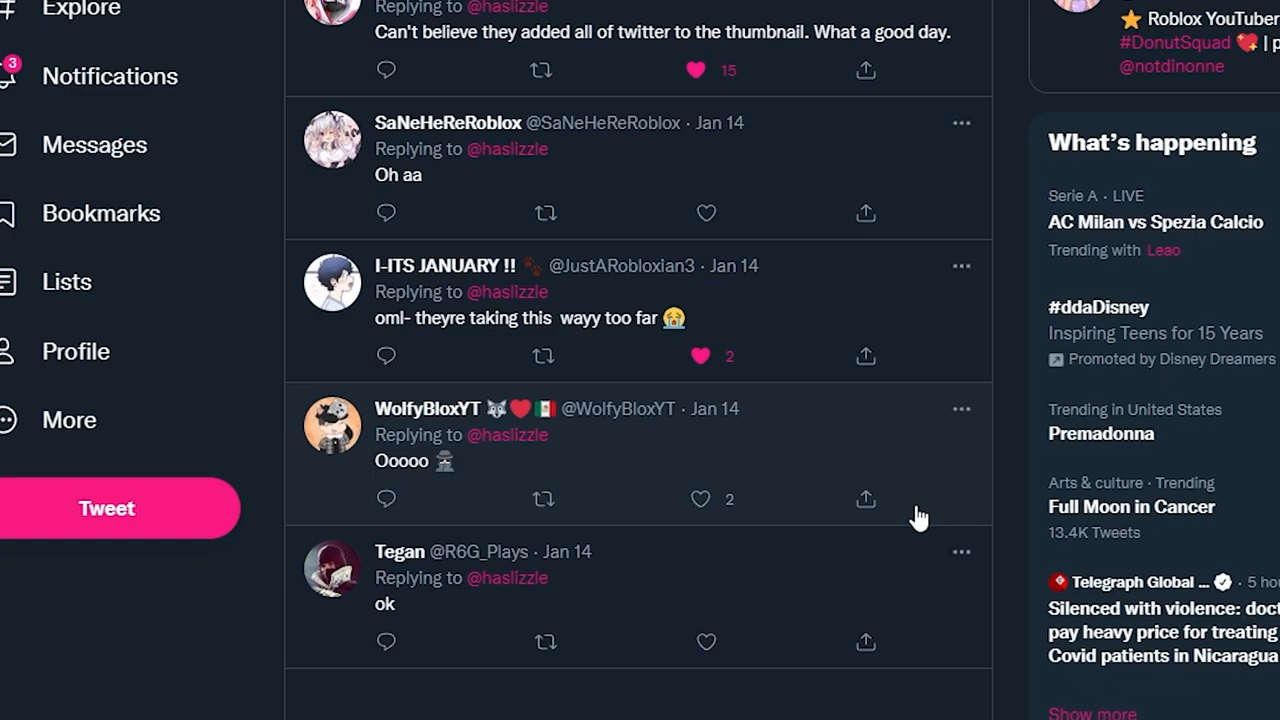 Explore
3
Notifications
Messages
Bookmarks
Lists
Profile
More
Tweet
Replying to @haslizzle
Can't believe they added all of twitter to the thumbnail. What a good day.
15
SaNeHeReRoblox @SaNeHeReRoblox · Jan 14
Replying to @haslizzle
Oh aa
I-ITS JANUARY !! 🐾 @JustARobloxian3 · Jan 14
Replying to @haslizzle
oml- theyre taking this  wayy too far 😭
2
WolfyBloxYT 🐺❤️🇲🇽 @WolfyBloxYT · Jan 14
Replying to @haslizzle
Ooooo 🕵️
2
Tegan @R6G_Plays · Jan 14
Replying to @haslizzle
ok
⭐ Roblox YouTuber
#DonutSquad 💖 | p
@notdinonne
What's happening
Serie A · LIVE
AC Milan vs Spezia Calcio
Trending with Leao
#ddaDisney
Inspiring Teens for 15 Years
Promoted by Disney Dreamers
Trending in United States
Premadonna
Arts & culture · Trending
Full Moon in Cancer
13.4K Tweets
Telegraph Global ... · 5 hou
Silenced with violence: doct
pay heavy price for treating
Covid patients in Nicaragua
Show more